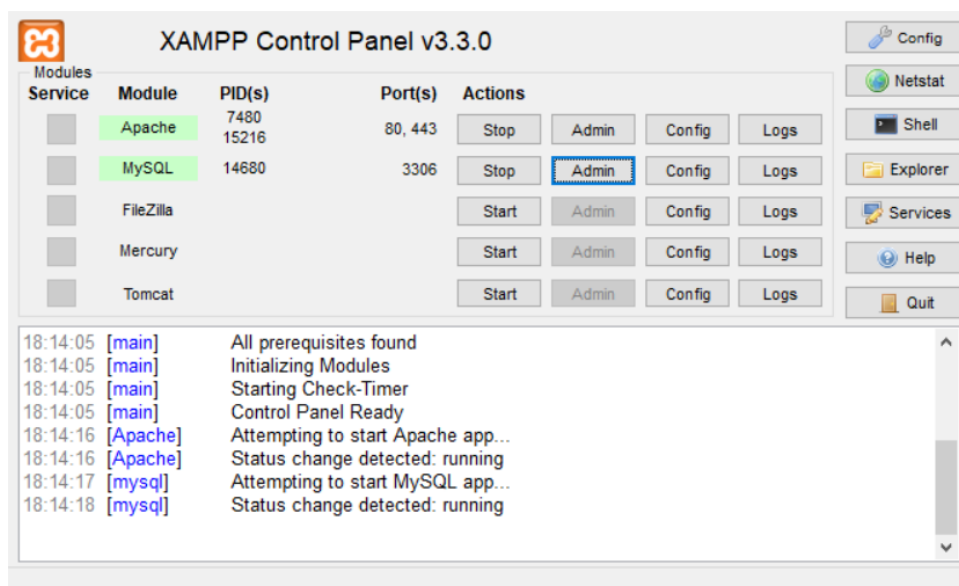 XAMPP Control Panel v3.3.0
Config
Modules
Service Module PID(s) Port(s) Actions
Netstat
Apache 7480 15216 80, 443 Stop Admin Config Logs
Shell
MySQL 14680 3306 Stop Admin Config Logs
Explorer
FileZilla Start Admin Config Logs
Services
Mercury Start Admin Config Logs
Help
Tomcat Start Admin Config Logs
Quit
18:14:05 [main] All prerequisites found
18:14:05 [main] Initializing Modules
18:14:05 [main] Starting Check-Timer
18:14:05 [main] Control Panel Ready
18:14:16 [Apache] Attempting to start Apache app...
18:14:16 [Apache] Status change detected: running
18:14:17 [mysql] Attempting to start MySQL app...
18:14:18 [mysql] Status change detected: running